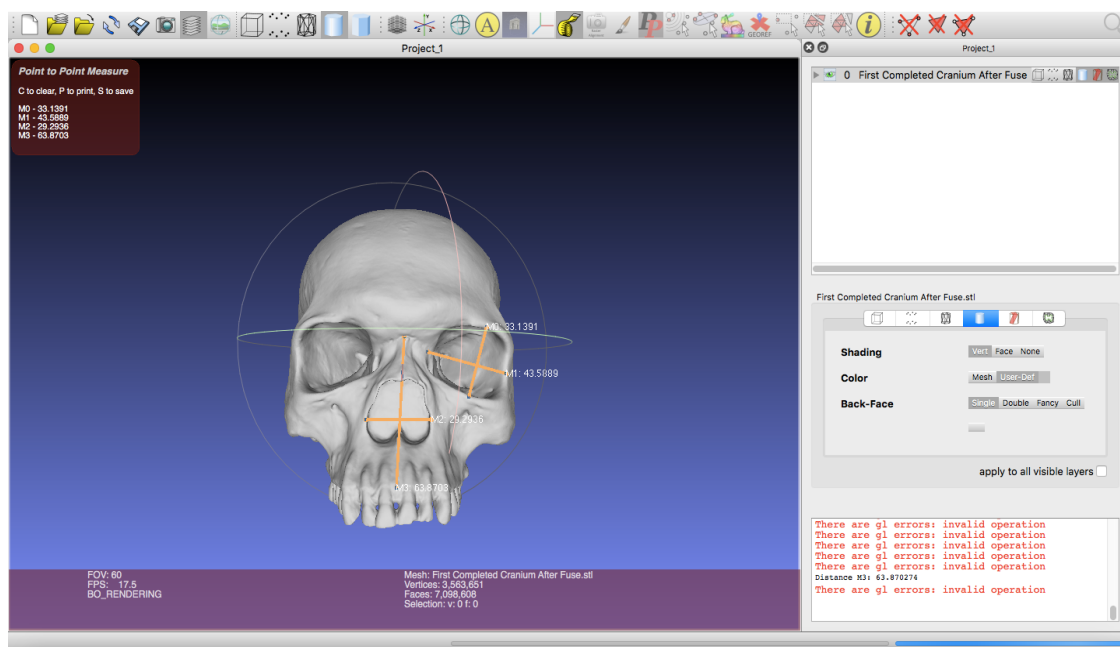 GEOREF
Project_1
Project_1
Point to Point Measure
C to clear, P to print, S to save
M0 - 33.1391
M1 - 43.5889
M2 - 29.2936
M3 - 63.8703
0 First Completed Cranium After Fuse
M0: 33.1391
M1: 43.5889
M2: 29.2936
M3: 63.8703
First Completed Cranium After Fuse.stl
Shading Vert Face None
Color Mesh User-Def
Back-Face Single Double Fancy Cull
apply to all visible layers
There are gl errors: invalid operation
There are gl errors: invalid operation
There are gl errors: invalid operation
There are gl errors: invalid operation
There are gl errors: invalid operation
Distance M3: 63.870274
There are gl errors: invalid operation
FOV: 60
FPS: 17.5
BO_RENDERING
Mesh: First Completed Cranium After Fuse.stl
Vertices: 3,563,651
Faces: 7,098,608
Selection: v: 0 f: 0